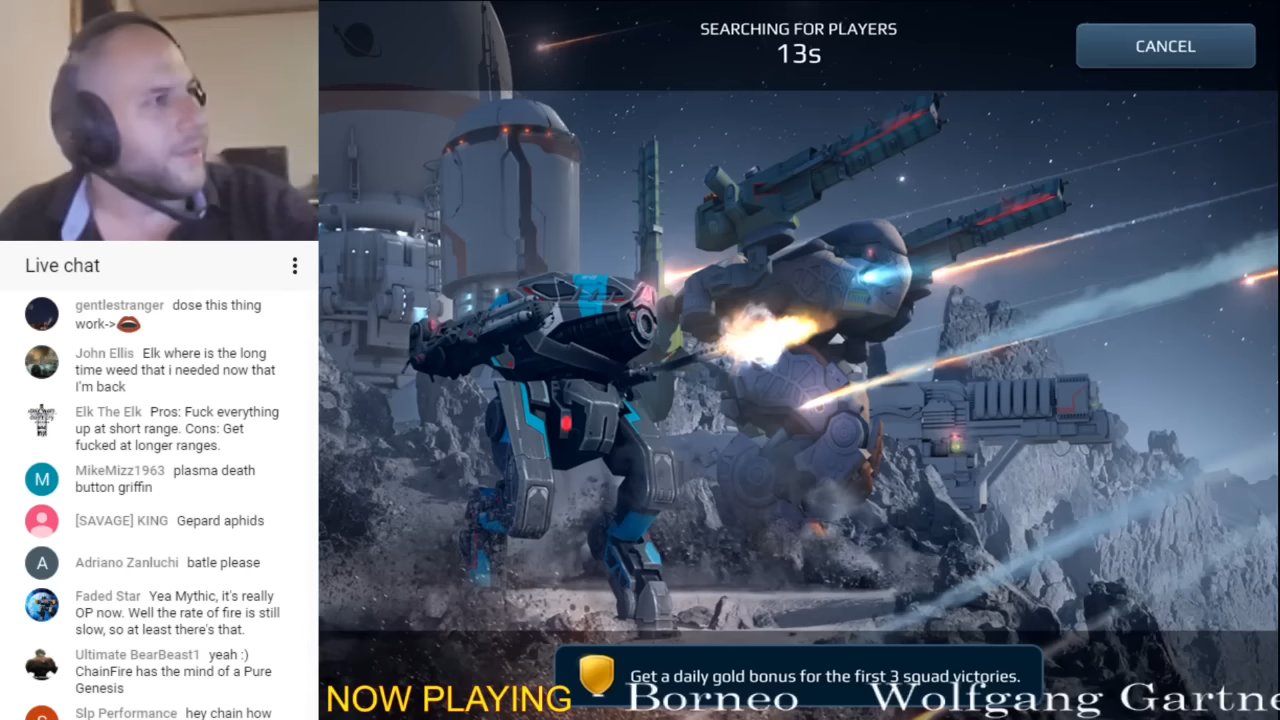 SEARCHING FOR PLAYERS
13s
CANCEL
Live chat
gentlestranger dose this thing
work->
John Ellis Elk where is the long
time weed that i needed now that
I'm back
Elk The Elk Pros: Fuck everything
up at short range. Cons: Get
fucked at longer ranges.
M
MikeMizz1963 plasma death
button griffin
[SAVAGE] KING Gepard aphids
A
Adriano Zanluchi batle please
Faded Star Yea Mythic, it's really
OP now. Well the rate of fire is still
slow, so at least there's that.
Ultimate BearBeast1 yeah :)
ChainFire has the mind of a Pure
Genesis
S
Slp Performance hey chain how
Get a daily gold bonus for the first 3 squad victories.
NOW PLAYING Borneo Wolfgang Gartne